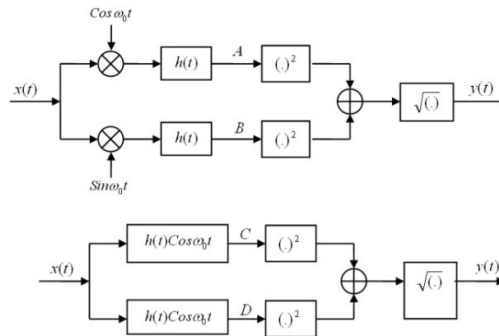 Cosω₀t
x(t) h(t) A (.)² √(.) y(t)
h(t) B (.)²
Sinω₀t
h(t)Cosω₀t C (.)²
x(t) √(.) y(t)
h(t)Cosω₀t D (.)²